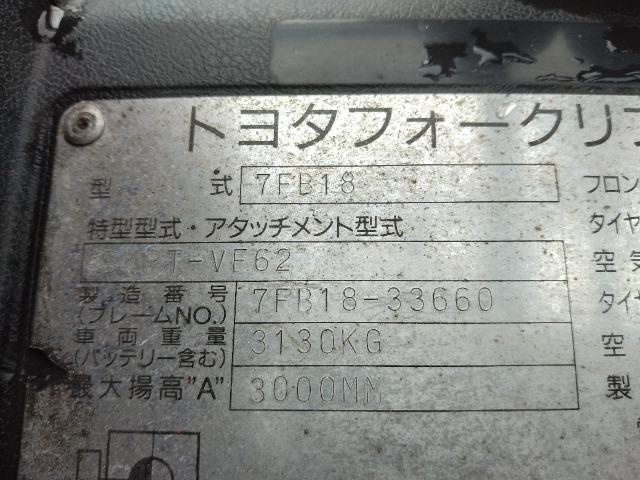 トヨタフォークリフ
型 式 7FB18 フロン
特型型式・アタッチメント型式 タイヤ
PT-VF62 空気
製造番号 (フレームNO.) 7FB18-33660 タイ
車両重量 (バッテリー含む) 3130KG 空
最大揚高"A" 3000MM 製